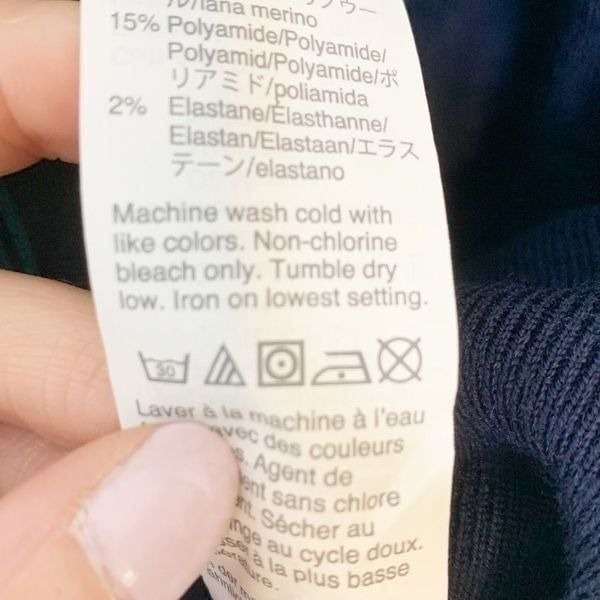 ル/lana merino
15% Polyamide/Polyamide/
Polyamid/Polyamide/ポ
リアミド/poliamida
2% Elastane/Élasthanne/
Elastan/Elastaan/エラス
テーン/elastano
Machine wash cold with
like colors. Non-chlorine
bleach only. Tumble dry
low. Iron on lowest setting.
30
Laver à la machine à l'eau
avec des couleurs
Agent de
sans chlore
Sécher au
au cycle doux.
à la plus basse